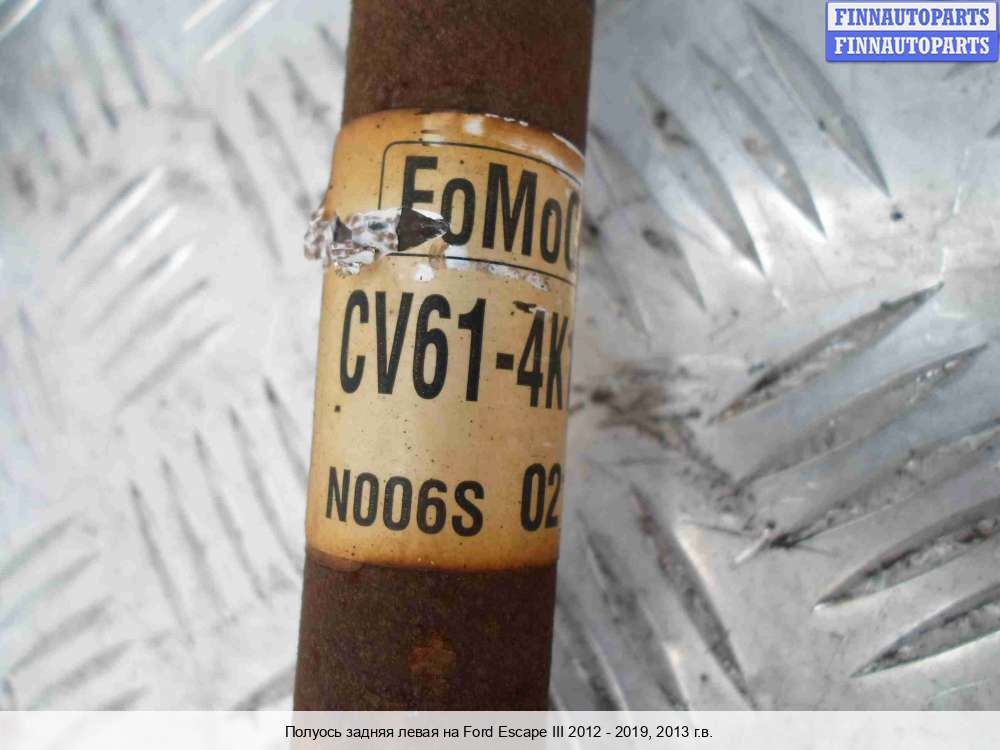 FINNAUTOPARTS
FINNAUTOPARTS
FoMoC
CV61-4K
N006S 02
Полуось задняя левая на Ford Escape III 2012 - 2019, 2013 г.в.